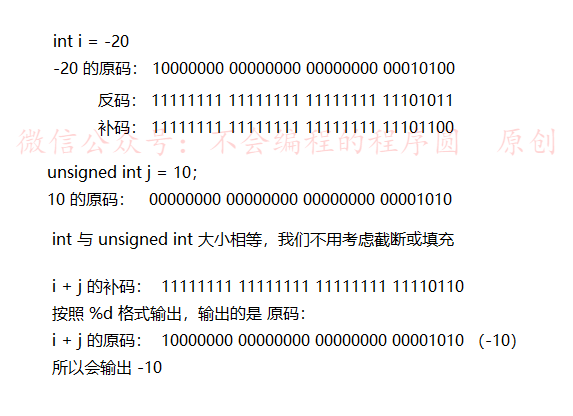 int i = -20
-20 的原码： 10000000 00000000 00000000 00010100
反码： 11111111 11111111 11111111 11101011
补码： 11111111 11111111 11111111 11101100
微信公众号：不会编程的程序圆 原创
unsigned int j = 10;
10 的原码： 00000000 00000000 00000000 00001010
int 与 unsigned int 大小相等，我们不用考虑截断或填充
i + j 的补码： 11111111 11111111 11111111 11110110
按照 %d 格式输出，输出的是 原码：
i + j 的原码： 10000000 00000000 00000000 00001010 （-10）
所以会输出 -10